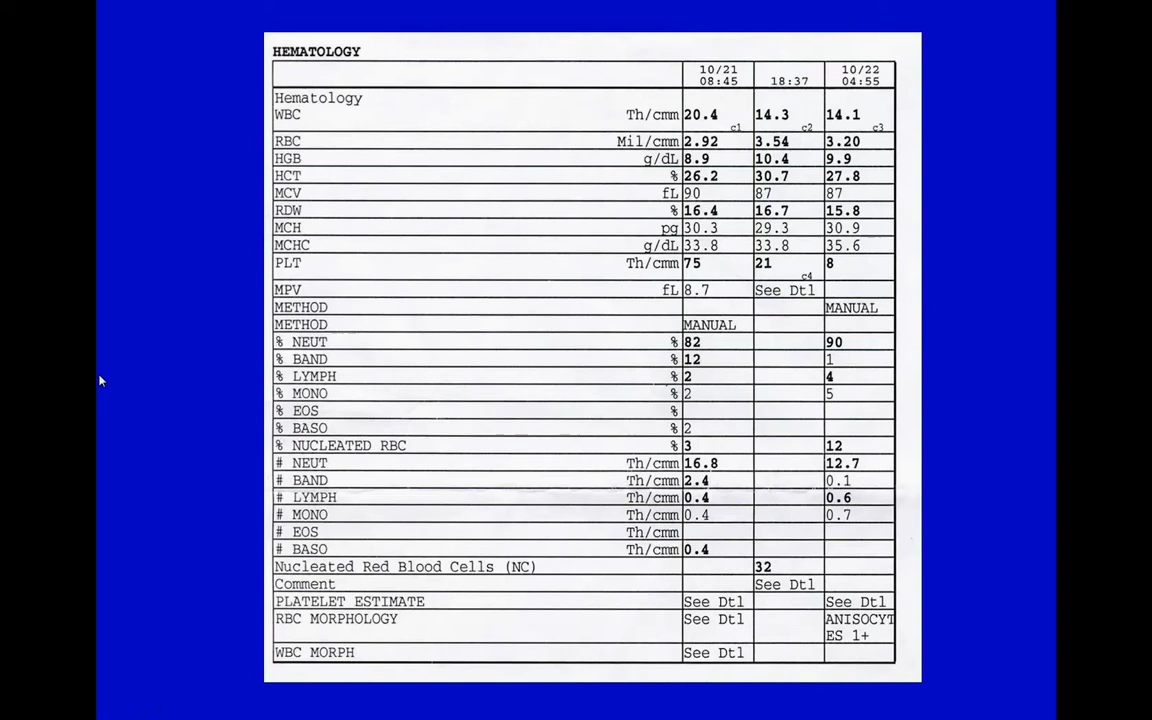 HEMATOLOGY
10/21 08:45 18:37 10/22 04:55
Hematology
WBC Th/cmm 20.4 c1 14.3 c2 14.1 c3
RBC Mil/cmm 2.92 3.54 3.20
HGB g/dL 8.9 10.4 9.9
HCT % 26.2 30.7 27.8
MCV fL 90 87 87
RDW % 16.4 16.7 15.8
MCH pg 30.3 29.3 30.9
MCHC g/dL 33.8 33.8 35.6
PLT Th/cmm 75 21 c4 8
MPV fL 8.7 See Dtl
METHOD MANUAL
METHOD MANUAL
% NEUT % 82 90
% BAND % 12 1
% LYMPH % 2 4
% MONO % 2 5
% EOS %
% BASO % 2
% NUCLEATED RBC % 3 12
# NEUT Th/cmm 16.8 12.7
# BAND Th/cmm 2.4 0.1
# LYMPH Th/cmm 0.4 0.6
# MONO Th/cmm 0.4 0.7
# EOS Th/cmm
# BASO Th/cmm 0.4
Nucleated Red Blood Cells (NC) 32
Comment See Dtl
PLATELET ESTIMATE See Dtl See Dtl
RBC MORPHOLOGY See Dtl ANISOCYT
ES 1+
WBC MORPH See Dtl